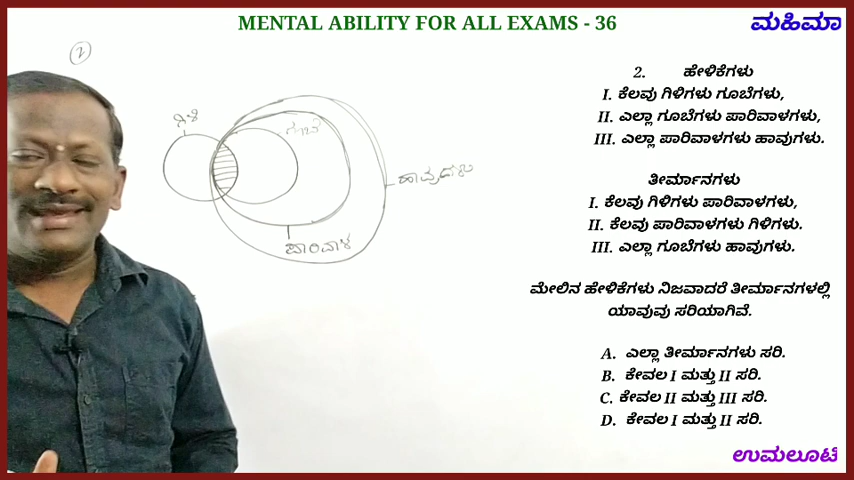 MENTAL ABILITY FOR ALL EXAMS - 36
ಮಹಿಮಾ
2
ಗಿಳಿ
ಗೂಬೆ
ಹಾವುಗಳು
ಪಾರಿವಾಳ
2. ಹೇಳಿಕೆಗಳು
I. ಕೆಲವು ಗಿಳಿಗಳು ಗೂಬೆಗಳು,
II. ಎಲ್ಲಾ ಗೂಬೆಗಳು ಪಾರಿವಾಳಗಳು,
III. ಎಲ್ಲಾ ಪಾರಿವಾಳಗಳು ಹಾವುಗಳು.
ತೀರ್ಮಾನಗಳು
I. ಕೆಲವು ಗಿಳಿಗಳು ಪಾರಿವಾಳಗಳು,
II. ಕೆಲವು ಪಾರಿವಾಳಗಳು ಗಿಳಿಗಳು.
III. ಎಲ್ಲಾ ಗೂಬೆಗಳು ಹಾವುಗಳು.
ಮೇಲಿನ ಹೇಳಿಕೆಗಳು ನಿಜವಾದರೆ ತೀರ್ಮಾನಗಳಲ್ಲಿ
ಯಾವುವು ಸರಿಯಾಗಿವೆ.
A. ಎಲ್ಲಾ ತೀರ್ಮಾನಗಳು ಸರಿ.
B. ಕೇವಲ I ಮತ್ತು II ಸರಿ.
C. ಕೇವಲ II ಮತ್ತು III ಸರಿ.
D. ಕೇವಲ I ಮತ್ತು II ಸರಿ.
ಉಮಲೂಟಿ